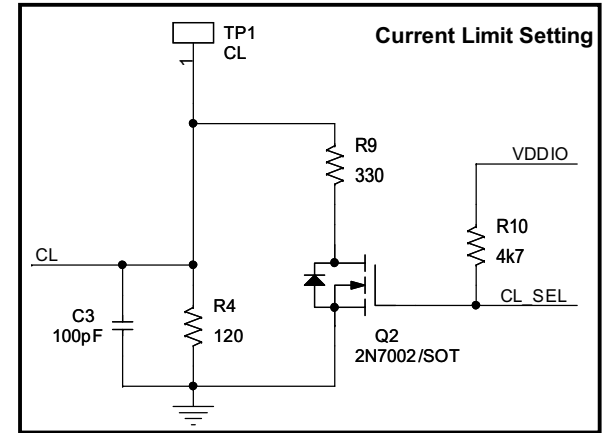 TP1
CL
Current Limit Setting
1
R9
330
VDDIO
R10
4k7
CL
CL_SEL
C3
100pF
R4
120
Q2
2N7002/SOT